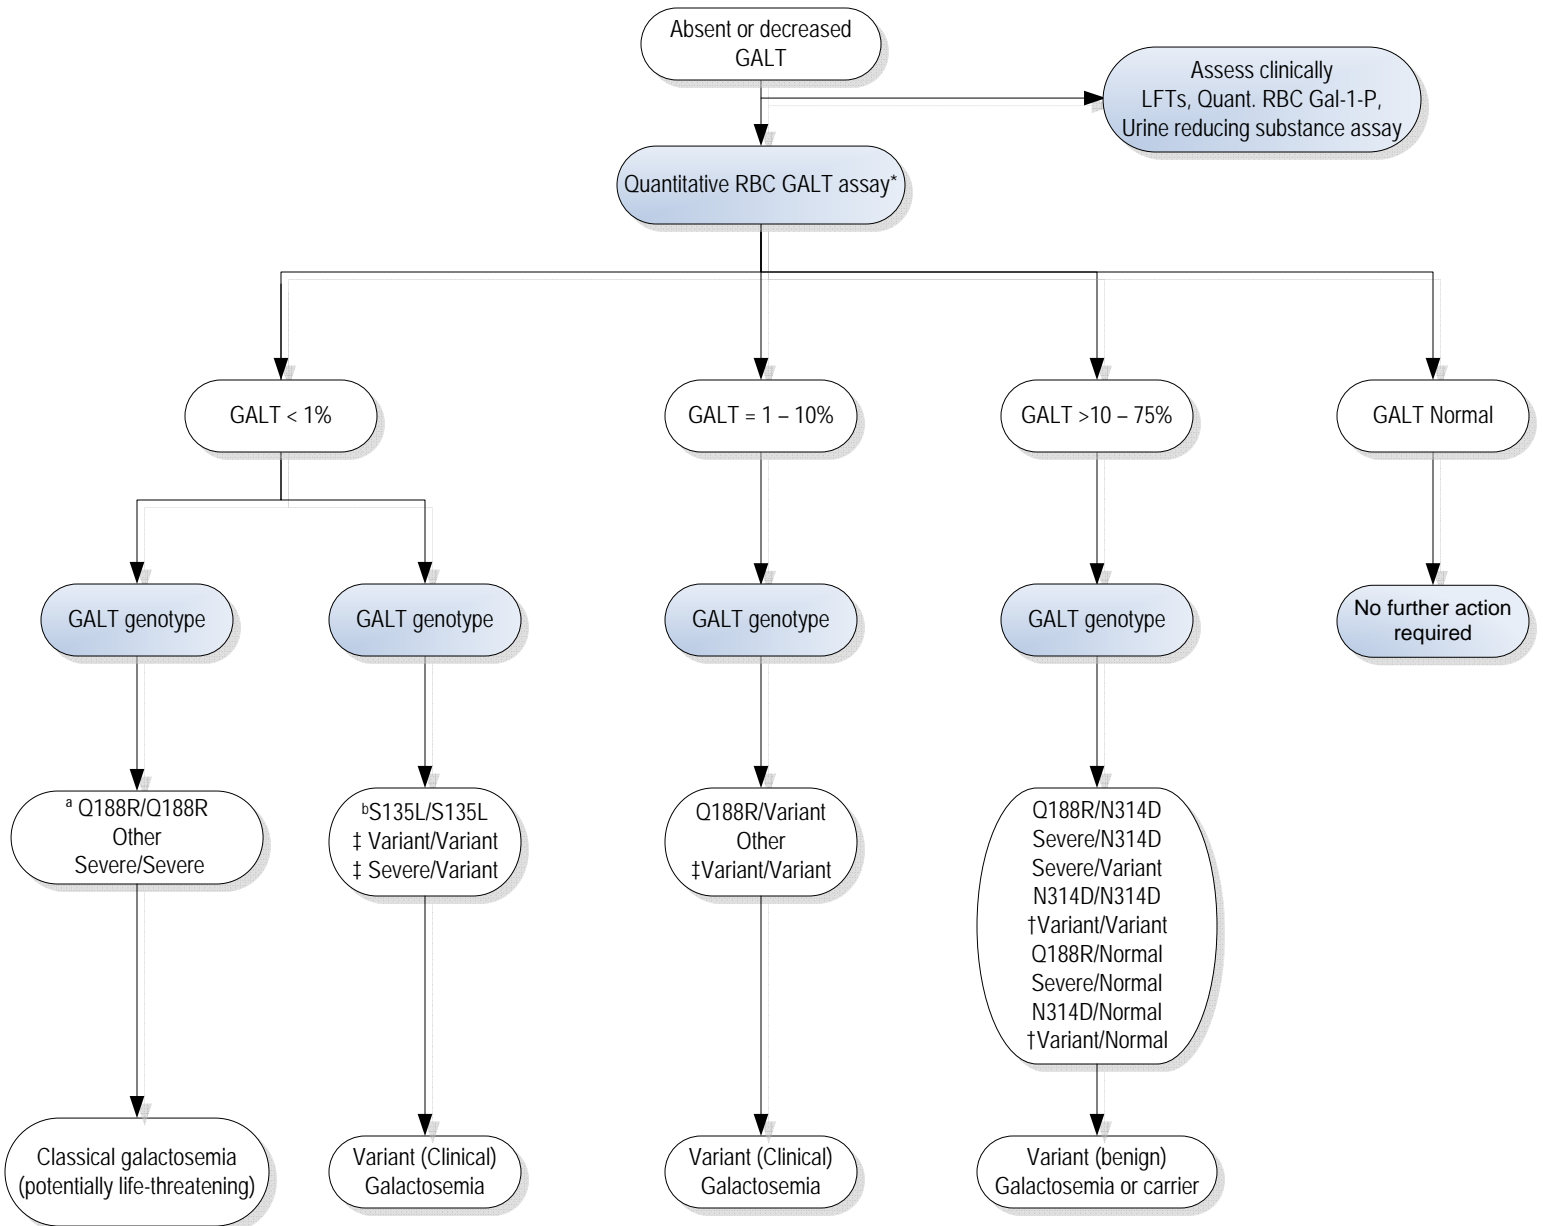 Absent or decreased
GALT
Assess clinically
LFTs, Quant. RBC Gal-1-P,
Urine reducing substance assay
Quantitative RBC GALT assay*
GALT < 1%
GALT = 1 – 10%
GALT >10 – 75%
GALT Normal
GALT genotype
GALT genotype
GALT genotype
GALT genotype
No further action
required
ᵃ Q188R/Q188R
Other
Severe/Severe
ᵇS135L/S135L
‡ Variant/Variant
‡ Severe/Variant
Q188R/Variant
Other
‡Variant/Variant
Q188R/N314D
Severe/N314D
Severe/Variant
N314D/N314D
†Variant/Variant
Q188R/Normal
Severe/Normal
N314D/Normal
†Variant/Normal
Classical galactosemia
(potentially life-threatening)
Variant (Clinical)
Galactosemia
Variant (Clinical)
Galactosemia
Variant (benign)
Galactosemia or carrier